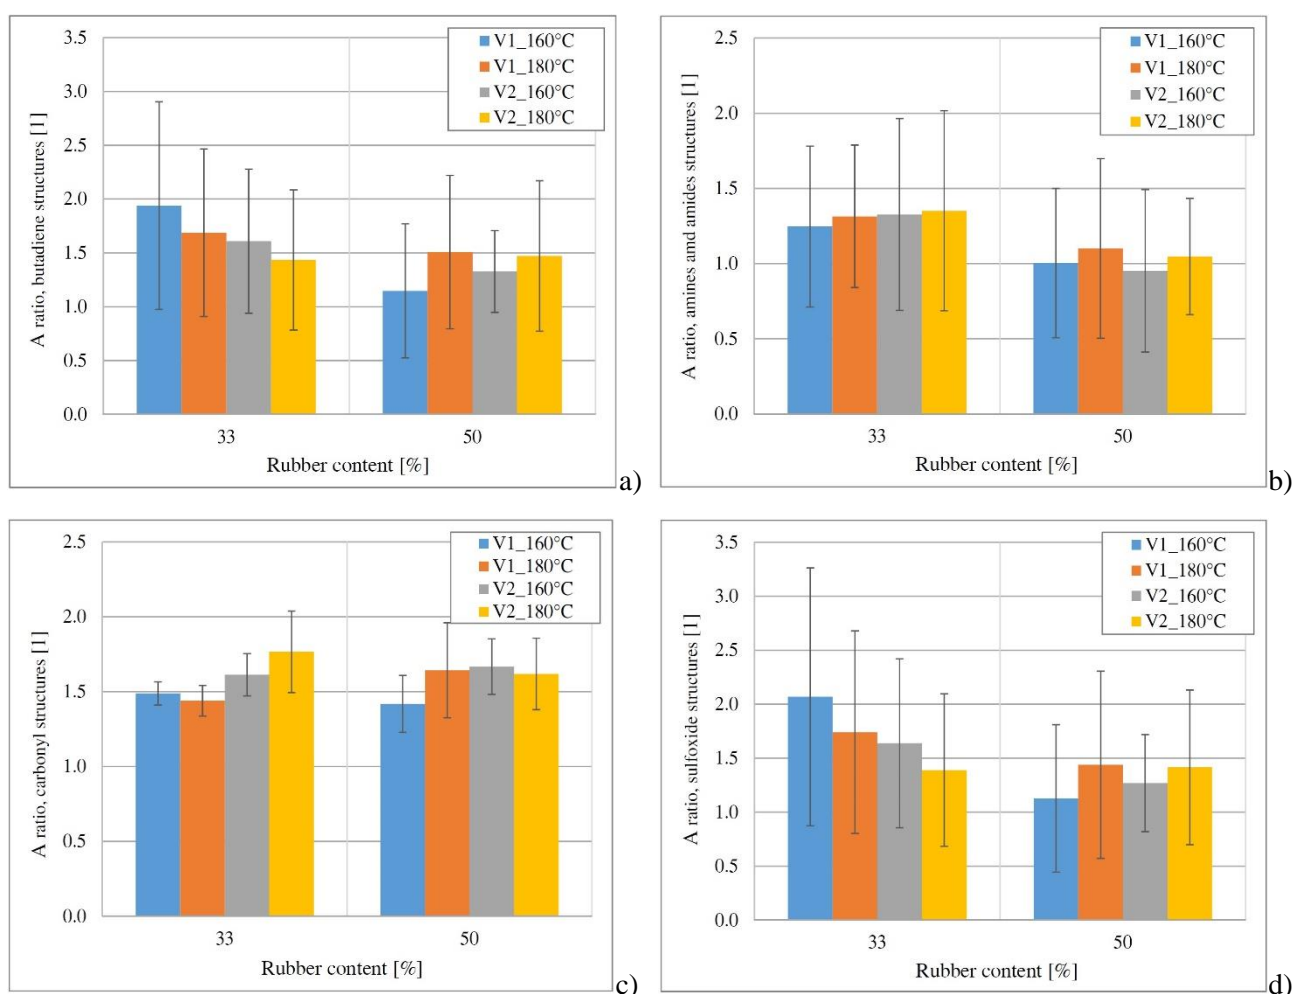 3.5
3.0
2.5
2.0
1.5
1.0
0.5
0.0
A ratio, butadiene structures [1]
V1_160°C
V1_180°C
V2_160°C
V2_180°C
33
50
Rubber content [%]
a)
2.5
2.0
1.5
1.0
0.5
0.0
A ratio, amines amd amides structures [1]
V1_160°C
V1_180°C
V2_160°C
V2_180°C
33
50
Rubber content [%]
b)
2.5
2.0
1.5
1.0
0.5
0.0
A ratio, carbonyl structures [1]
V1_160°C
V1_180°C
V2_160°C
V2_180°C
33
50
Rubber content [%]
c)
3.5
3.0
2.5
2.0
1.5
1.0
0.5
0.0
A ratio, sulfoxide structures [1]
V1_160°C
V1_180°C
V2_160°C
V2_180°C
33
50
Rubber content [%]
d)